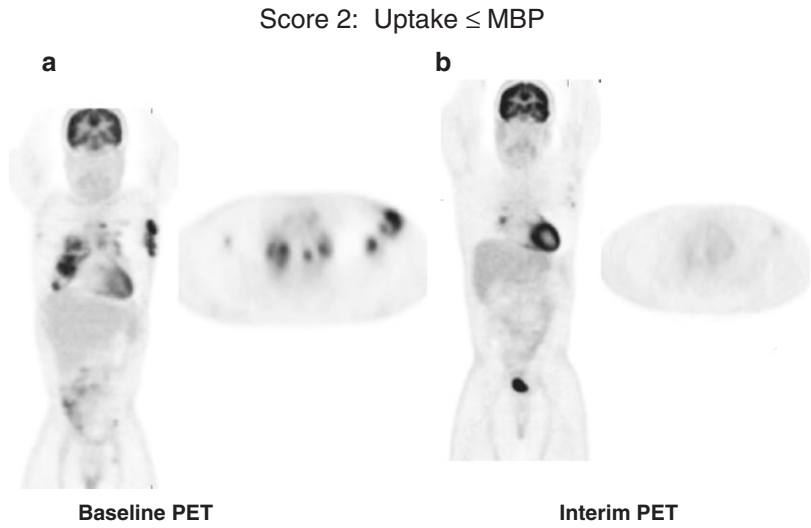 Score 2: Uptake ≤ MBP
a
b
Baseline PET
Interim PET